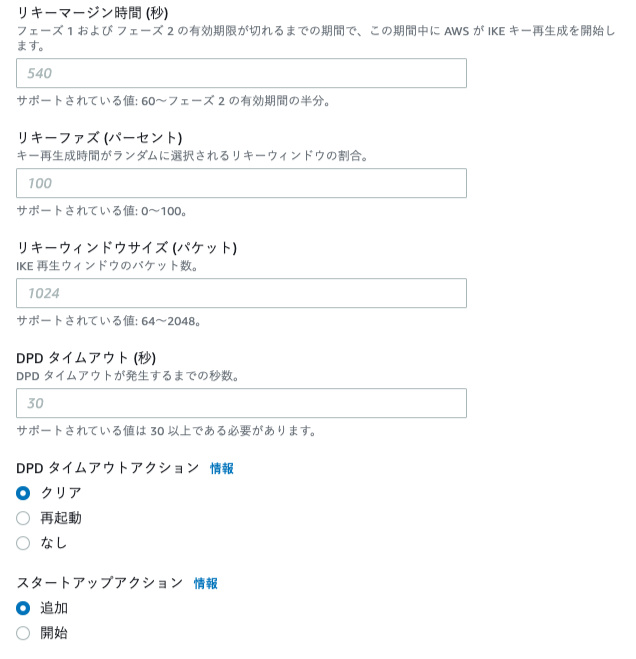 リキーマージン時間 (秒)
フェーズ 1 および フェーズ 2 の有効期限が切れるまでの期間で、この期間中に AWS が IKE キー再生成を開始し
ます。
540
サポートされている値: 60〜フェーズ 2 の有効期間の半分。
リキーファズ (パーセント)
キー再生成時間がランダムに選択されるリキーウィンドウの割合。
100
サポートされている値: 0〜100。
リキーウィンドウサイズ (パケット)
IKE 再生ウィンドウのパケット数。
1024
サポートされている値: 64〜2048。
DPD タイムアウト (秒)
DPD タイムアウトが発生するまでの秒数。
30
サポートされている値は 30 以上である必要があります。
DPD タイムアウトアクション 情報
クリア
再起動
なし
スタートアップアクション 情報
追加
開始